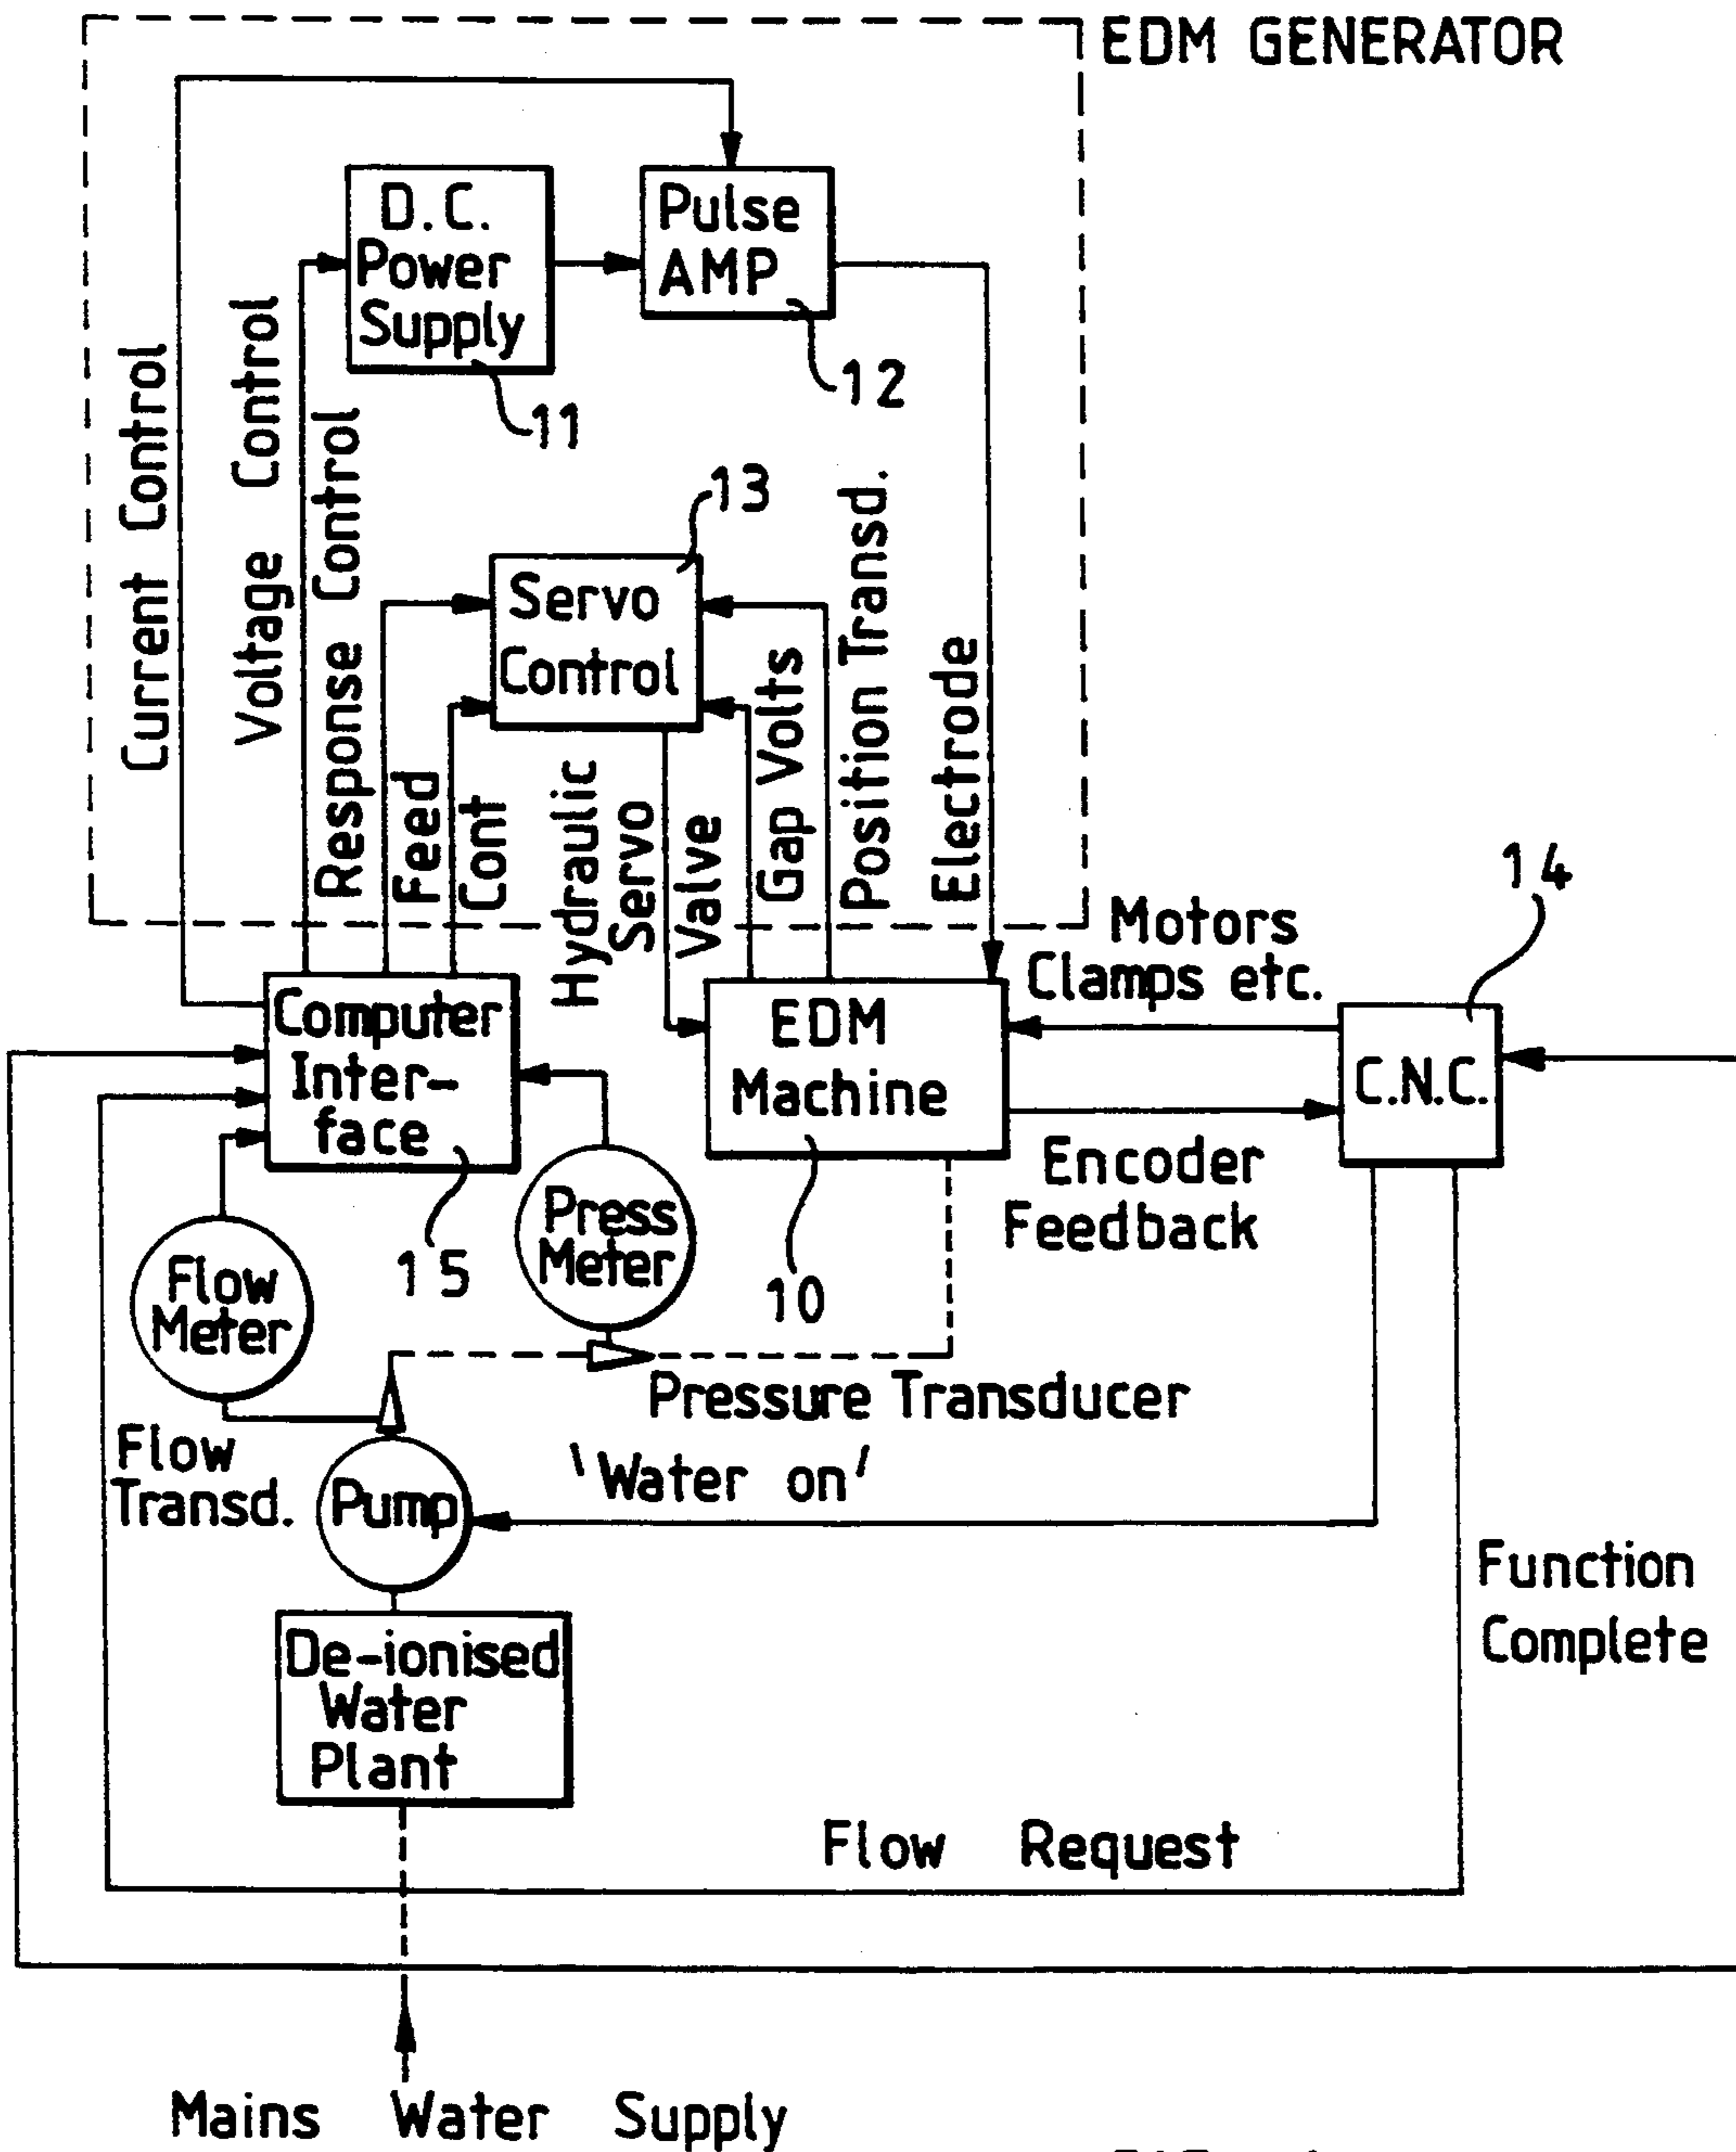 EDM GENERATOR
D.C.
Power
Supply
11
Pulse
AMP
12
Current Control
Voltage Control
Response Control
Feed
Cont
13
Servo
Control
Hydraulic
Servo
Valve
Gap Volts
Position Transd.
Electrode
Motors
Clamps etc.
14
Computer
Inter-
face
15
EDM
Machine
10
C.N.C.
Encoder
Feedback
Press
Meter
Flow
Meter
Pressure Transducer
Flow
Transd.
'Water on'
Pump
Function
Complete
De-ionised
Water
Plant
Flow Request
Mains Water Supply